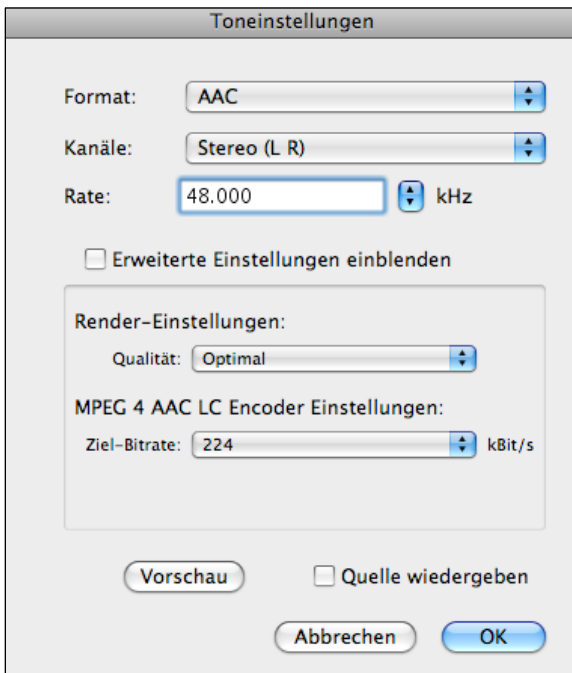 Toneinstellungen
Format: AAC
Kanäle: Stereo (L R)
Rate: 48.000 kHz
Erweiterte Einstellungen einblenden
Render-Einstellungen:
Qualität: Optimal
MPEG 4 AAC LC Encoder Einstellungen:
Ziel-Bitrate: 224 kBit/s
Vorschau Quelle wiedergeben
Abbrechen OK